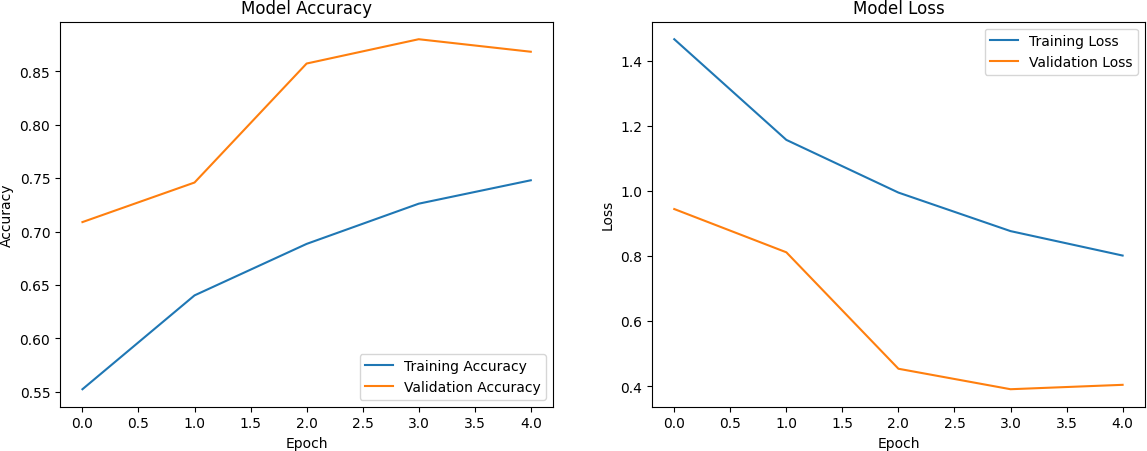 Model Accuracy
Accuracy
0.85
0.80
0.75
0.70
0.65
0.60
0.55
Training Accuracy
Validation Accuracy
0.0 0.5 1.0 1.5 2.0 2.5 3.0 3.5 4.0
Epoch
Model Loss
Loss
1.4
1.2
1.0
0.8
0.6
0.4
Training Loss
Validation Loss
0.0 0.5 1.0 1.5 2.0 2.5 3.0 3.5 4.0
Epoch